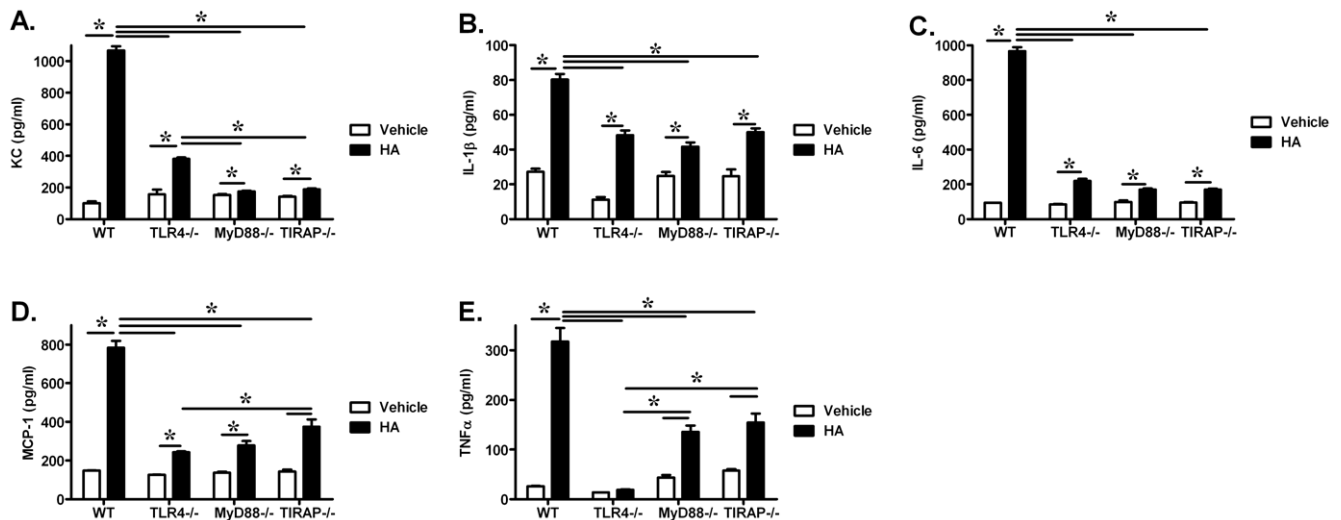 A.
KC (pg/ml)
1000
800
600
400
200
0
* * * * * *
WT TLR4-/- MyD88-/- TIRAP-/-
Vehicle
HA
B.
IL-1β (pg/ml)
80
60
40
20
0
* * * * *
WT TLR4-/- MyD88-/- TIRAP-/-
Vehicle
HA
C.
IL-6 (pg/ml)
1000
800
600
400
200
0
* * * * *
WT TLR4-/- MyD88-/- TIRAP-/-
Vehicle
HA
D.
MCP-1 (pg/ml)
800
600
400
200
0
* * * * *
WT TLR4-/- MyD88-/- TIRAP-/-
Vehicle
HA
E.
TNFα (pg/ml)
300
200
100
0
* * * *
WT TLR4-/- MyD88-/- TIRAP-/-
Vehicle
HA